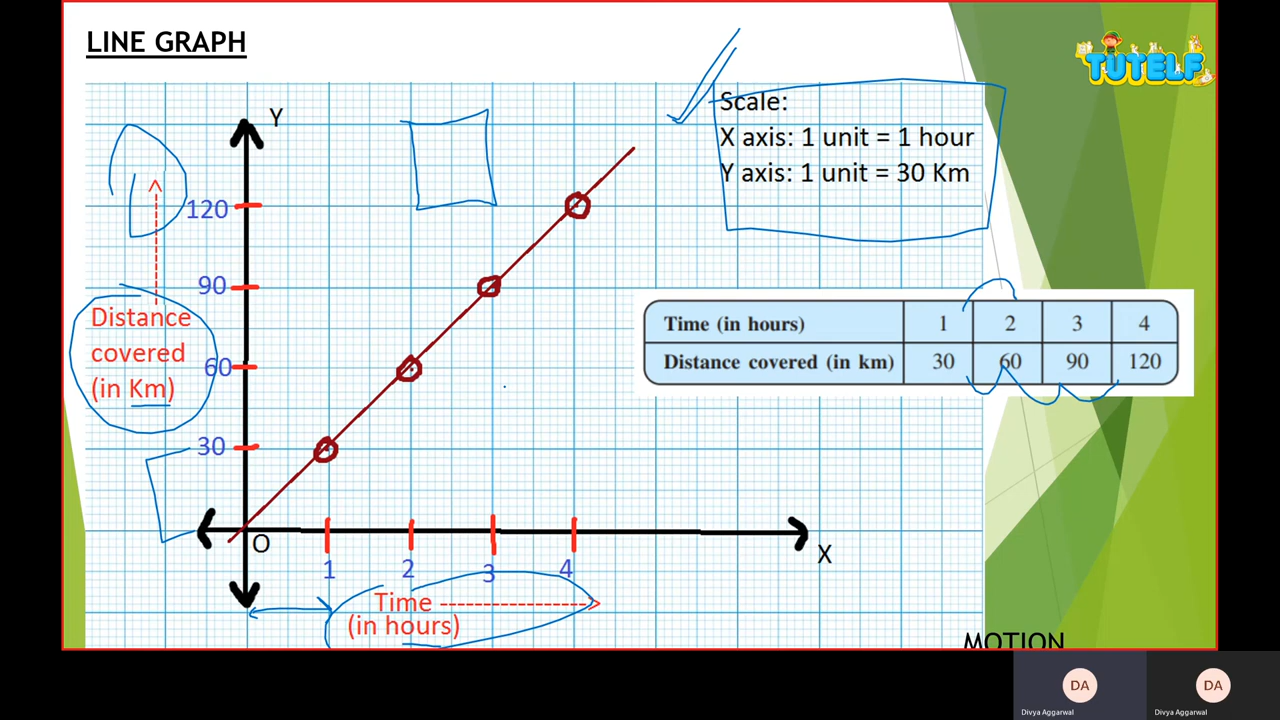 LINE GRAPH
TUTELF
Y
Scale:
X axis: 1 unit = 1 hour
Y axis: 1 unit = 30 Km
120
90
Distance
covered
(in Km)
60
30
Time (in hours) 1 2 3 4
Distance covered (in km) 30 60 90 120
O
X
1 2 3 4
Time
(in hours)
MOTION
DA
Divya Aggarwal
DA
Divya Aggarwal